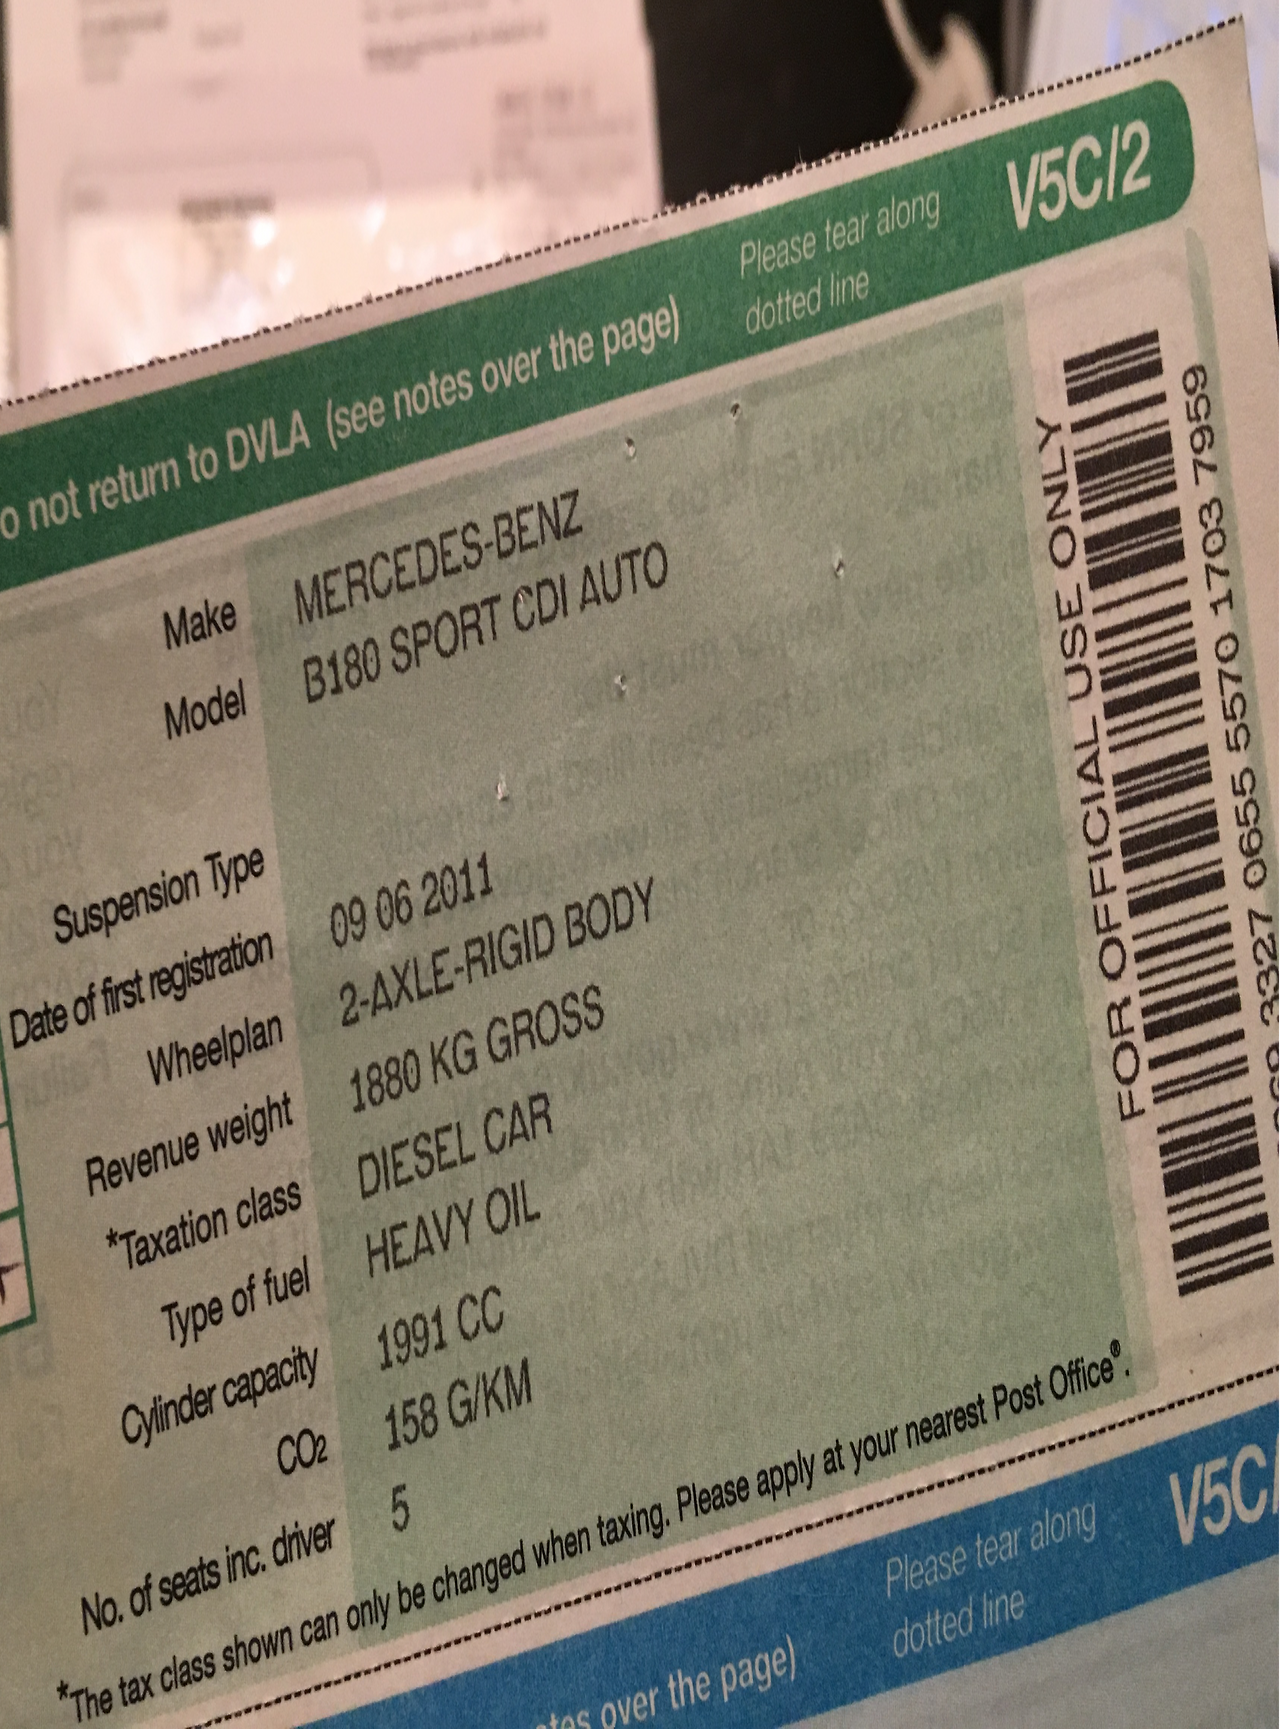 V5C/2
Please tear along
dotted line
o not return to DVLA (see notes over the page)
Make MERCEDES-BENZ
Model B180 SPORT CDI AUTO
Suspension Type
Date of first registration 09 06 2011
Wheelplan 2-AXLE-RIGID BODY
Revenue weight 1880 KG GROSS
*Taxation class DIESEL CAR
Type of fuel HEAVY OIL
Cylinder capacity 1991 CC
CO2 158 G/KM
No. of seats inc. driver 5
*The tax class shown can only be changed when taxing. Please apply at your nearest Post Office®.
FOR OFFICIAL USE ONLY
3327 0655 5570 1703 7959
V5C/
Please tear along
dotted line
tes over the page)